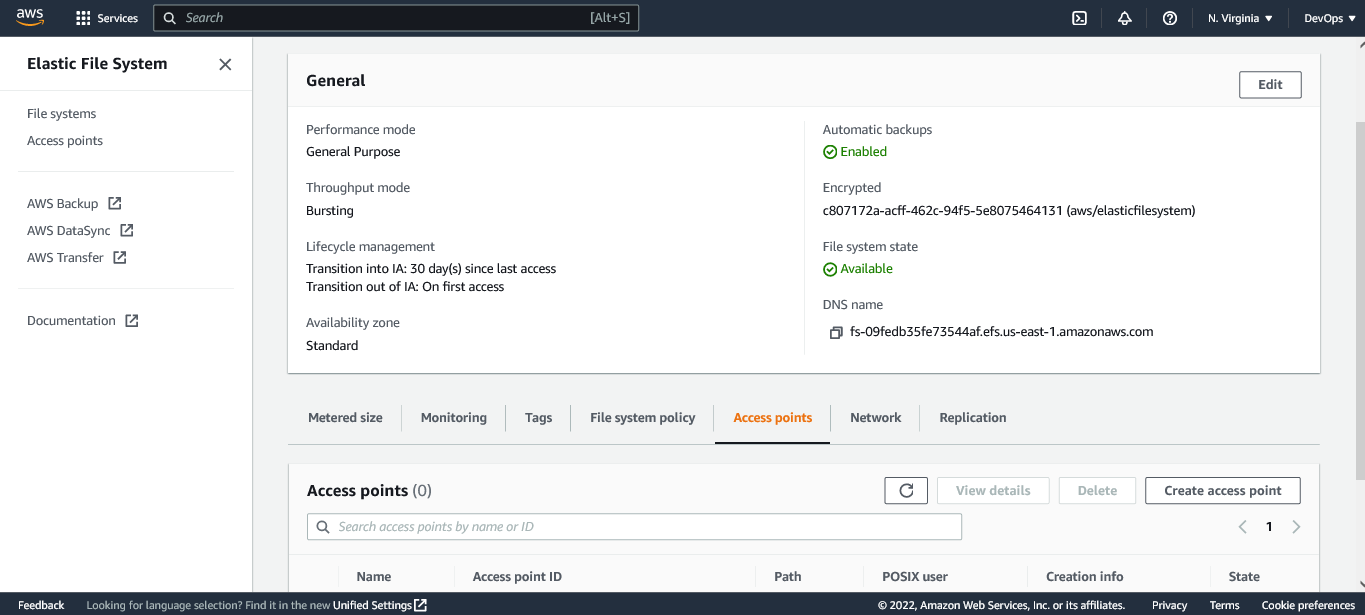 aws Services Search [Alt+S] N. Virginia DevOps
Elastic File System
File systems
Access points
AWS Backup
AWS DataSync
AWS Transfer
Documentation
General Edit
Performance mode
General Purpose
Throughput mode
Bursting
Lifecycle management
Transition into IA: 30 day(s) since last access
Transition out of IA: On first access
Availability zone
Standard
Automatic backups
Enabled
Encrypted
c807172a-acff-462c-94f5-5e8075464131 (aws/elasticfilesystem)
File system state
Available
DNS name
fs-09fedb35fe73544af.efs.us-east-1.amazonaws.com
Metered size Monitoring Tags File system policy Access points Network Replication
Access points (0) View details Delete Create access point
Search access points by name or ID 1
Name Access point ID Path POSIX user Creation info State
Feedback Looking for language selection? Find it in the new Unified Settings © 2022, Amazon Web Services, Inc. or its affiliates. Privacy Terms Cookie preferences